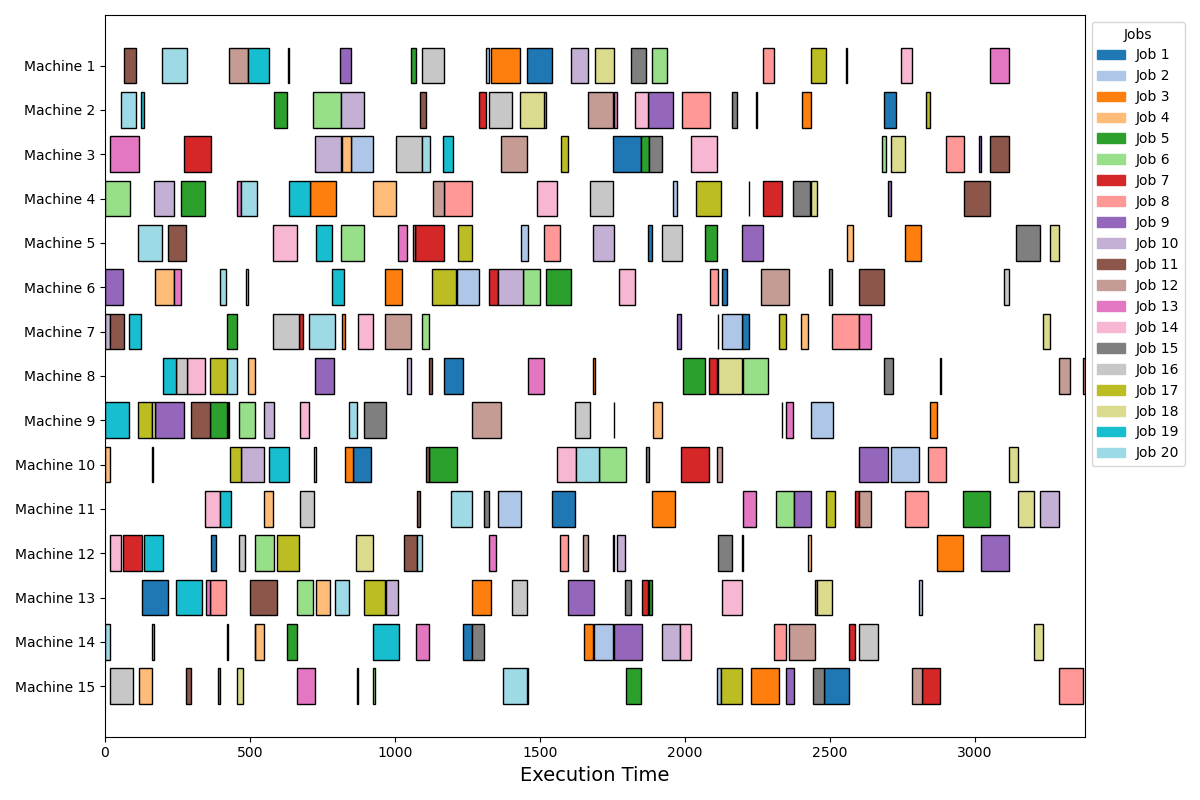 Machine 1
Machine 2
Machine 3
Machine 4
Machine 5
Machine 6
Machine 7
Machine 8
Machine 9
Machine 10
Machine 11
Machine 12
Machine 13
Machine 14
Machine 15
0
500
1000
1500
2000
2500
3000
Execution Time
Jobs
Job 1
Job 2
Job 3
Job 4
Job 5
Job 6
Job 7
Job 8
Job 9
Job 10
Job 11
Job 12
Job 13
Job 14
Job 15
Job 16
Job 17
Job 18
Job 19
Job 20